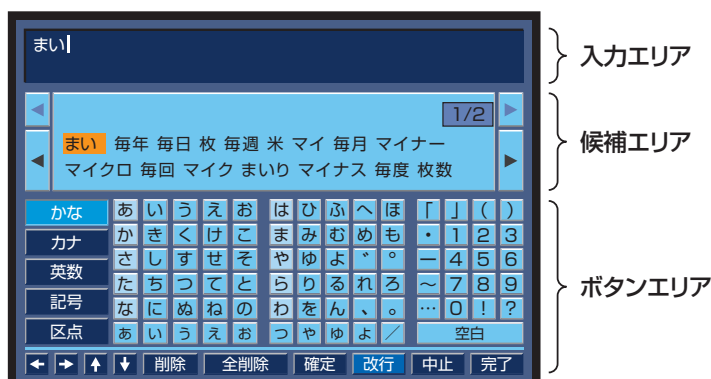 まい
入力エリア
1/2
まい 毎年 毎日 枚 毎週 米 マイ 毎月 マイナー
マイクロ 毎回 マイク まいり マイナス 毎度 枚数
候補エリア
かな あ い う え お は ひ ふ へ ほ 「 」 ( )
カナ か き く け こ ま み む め も ・ 1 2 3
英数 さ し す せ そ や ゆ よ ゛ ゜ ー 4 5 6
記号 た ち つ て と ら り る れ ろ ~ 7 8 9
な に ぬ ね の わ を ん 、 。 … 0 ! ?
区点 ぁ ぃ ぅ ぇ ぉ っ ゃ ゅ ょ / 空白
ボタンエリア
← → ↑ ↓ 削除 全削除 確定 改行 中止 完了